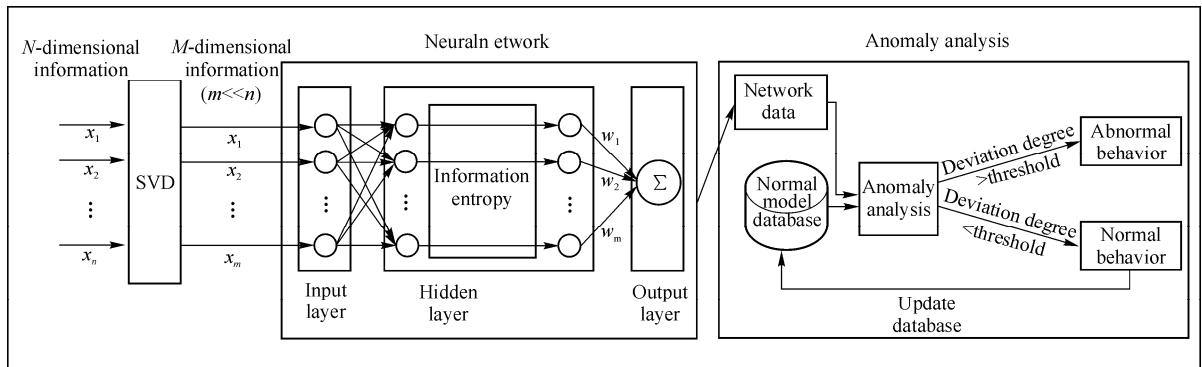 N-dimensional
information
M-dimensional
information
(m<<n)
x1
x2
⋮
xn
SVD
x1
x2
⋮
xm
Neuraln etwork
⋮
⋮
Information
entropy
⋮
w1
w2
wm
Σ
Input
layer
Hidden
layer
Output
layer
Anomaly analysis
Network
data
Normal
model
database
Anomaly
analysis
Deviation degree
>threshold
Deviation degree
<threshold
Abnormal
behavior
Normal
behavior
Update
database